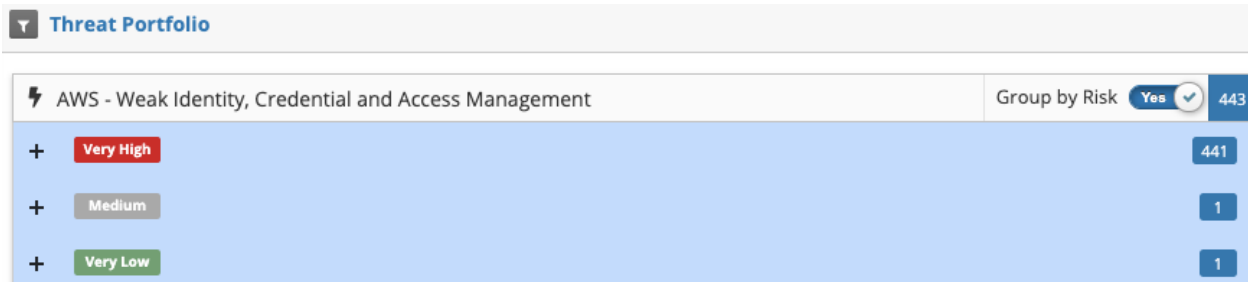 Threat Portfolio
AWS - Weak Identity, Credential and Access Management Group by Risk Yes 443
+ Very High 441
+ Medium 1
+ Very Low 1